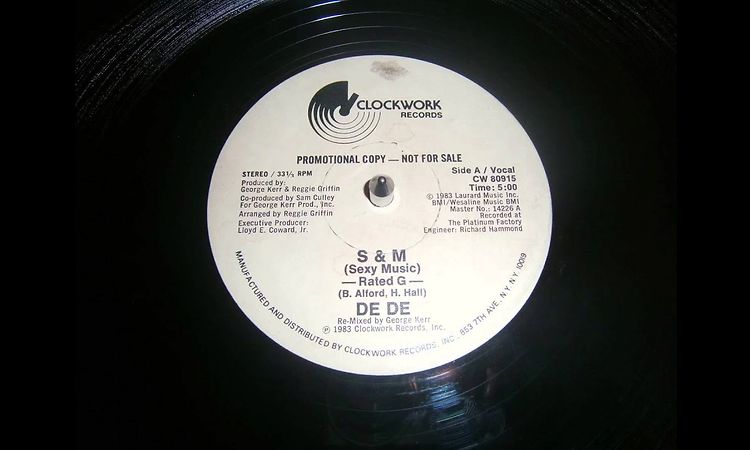 CLOCKWORK
RECORDS
PROMOTIONAL COPY — NOT FOR SALE
STEREO / 33⅓ RPM
Produced by:
George Kerr & Reggie Griffin
Co-produced by Sam Culley
For George Kerr Prod., Inc.
Arranged by Reggie Griffin
Executive Producer:
Lloyd E. Coward, Jr.
Side A / Vocal
CW 80915
Time: 5:00
© 1983 Laurard Music Inc.
BMI/Wesaline Music BMI
Master No.: 14226 A
Recorded at
The Platinum Factory
Engineer: Richard Hammond
S & M
(Sexy Music)
— Rated G —
(B. Alford, H. Hall)
DE DE
Re-Mixed by George Kerr
℗ 1983 Clockwork Records, Inc.
MANUFACTURED AND DISTRIBUTED BY CLOCKWORK RECORDS, INC., 853 7TH AVE., N.Y., N.Y. 10019